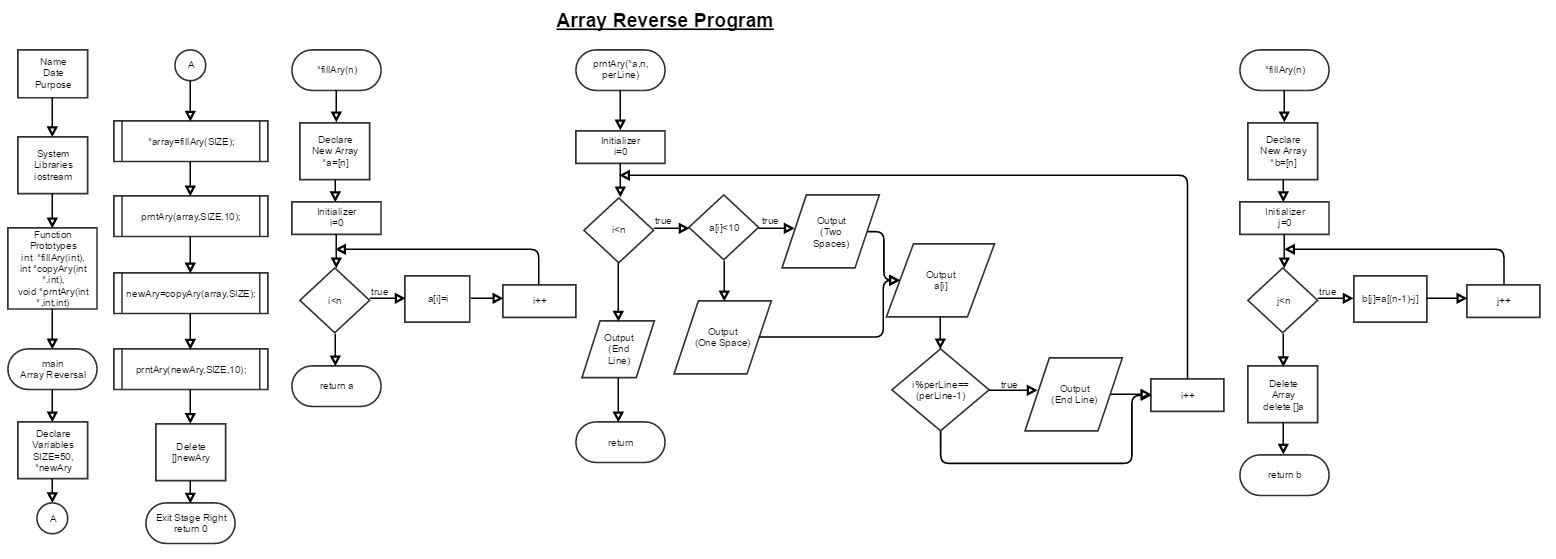 Array Reverse Program
Name
Date
Purpose
System
Libraries
iostream
Function
Prototypes
int *fillAry(int),
int *copyAry(int
*,int),
void *prntAry(int
*,int,int)
main
Array Reversal
Declare
Variables
SIZE=50,
*newAry
A
A
*array=fillAry(SIZE);
prntAry(array,SIZE,10);
newAry=copyAry(array,SIZE);
prntAry(newAry,SIZE,10);
Delete
[]newAry
Exit Stage Right
return 0
*fillAry(n)
Declare
New Array
*a=[n]
Initializer
i=0
i<n
true
a[i]=i
i++
return a
prntAry(*a,n,
perLine)
Initializer
i=0
i<n
true
a[i]<10
true
Output
(Two
Spaces)
Output
a[i]
Output
(End
Line)
Output
(One Space)
i%perLine==
(perLine-1)
true
Output
(End Line)
i++
return
*fillAry(n)
Declare
New Array
*b=[n]
Initializer
j=0
j<n
true
b[j]=a[(n-1)-j]
j++
Delete
Array
delete []a
return b